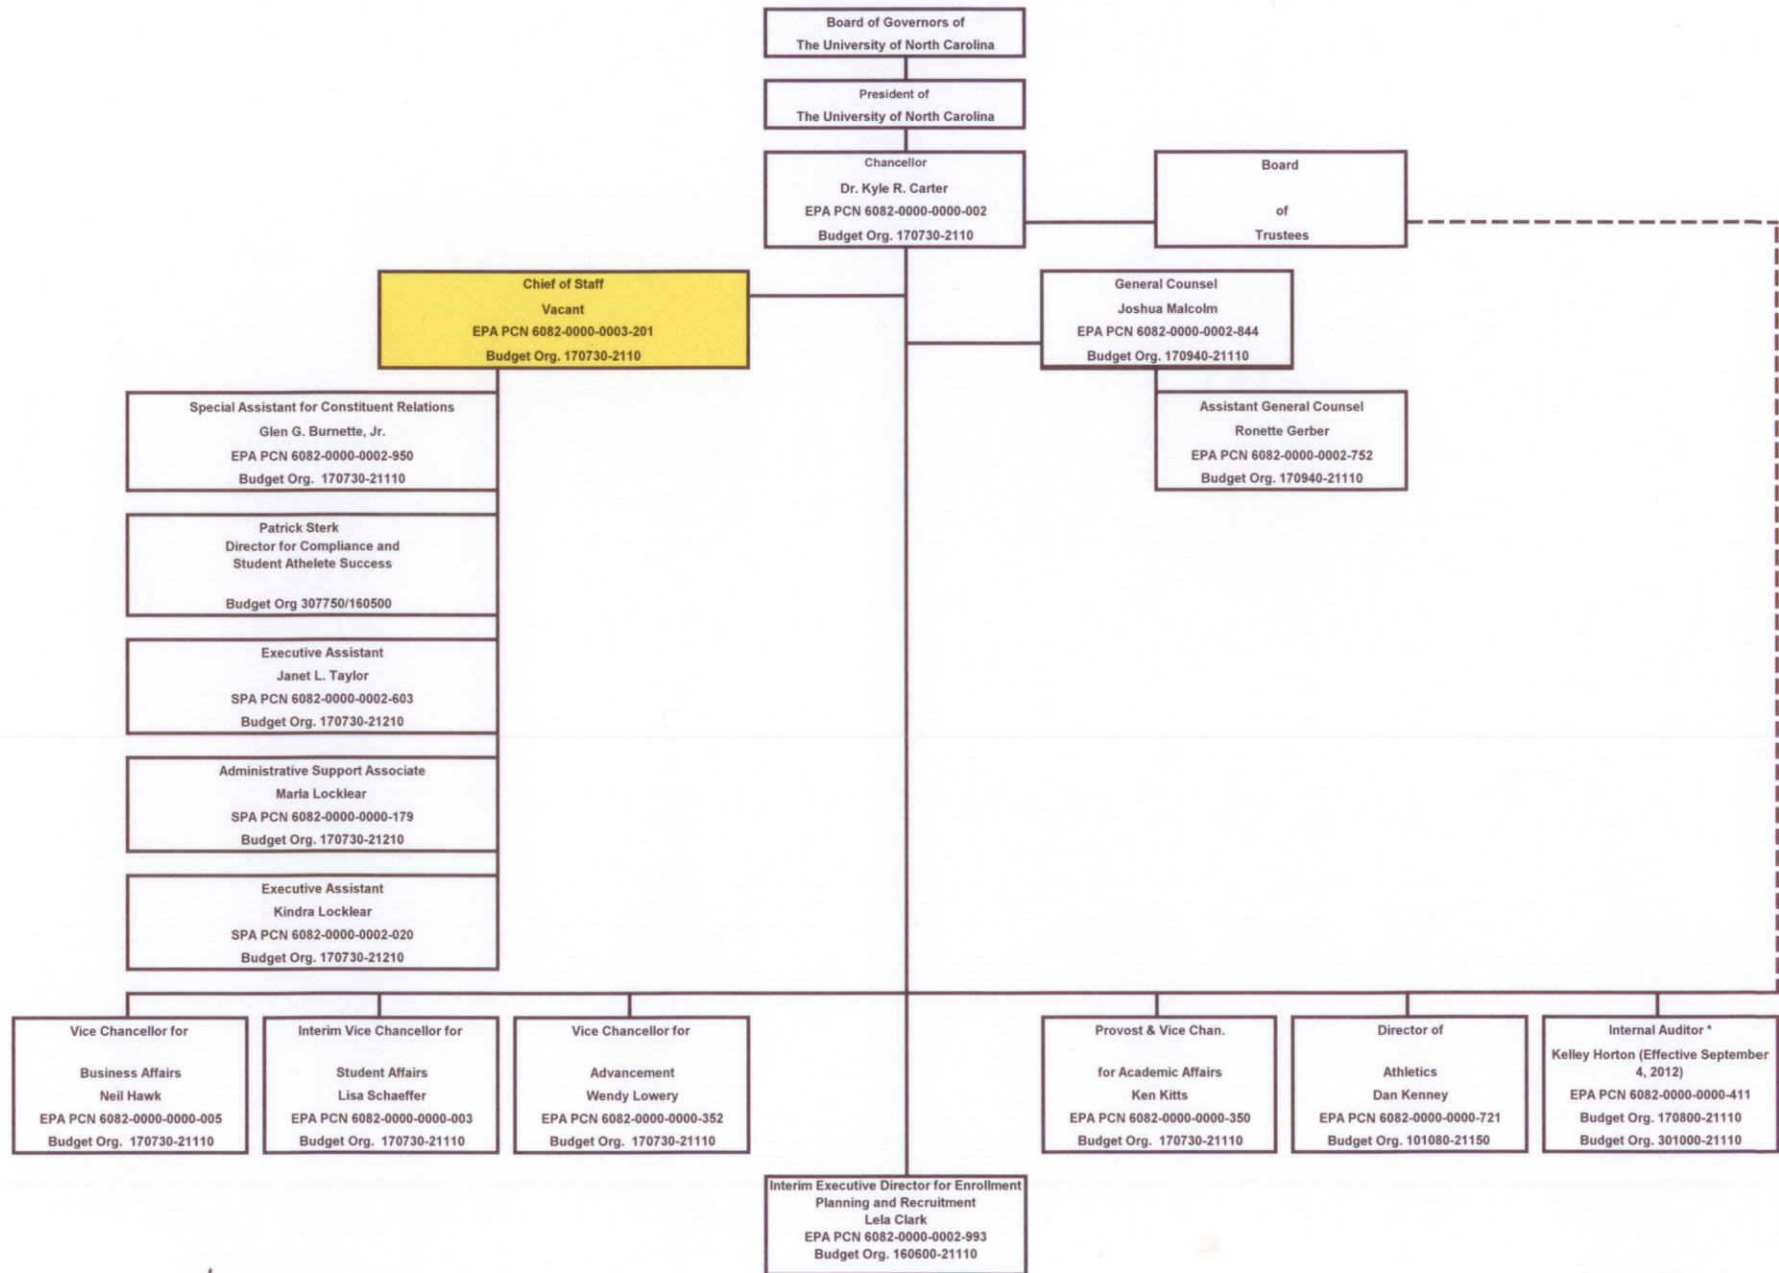 Board of Governors of
The University of North Carolina
President of
The University of North Carolina
Chancellor
Dr. Kyle R. Carter
EPA PCN 6082-0000-0000-002
Budget Org. 170730-2110
Board
of
Trustees
Chief of Staff
Vacant
EPA PCN 6082-0000-0003-201
Budget Org. 170730-2110
General Counsel
Joshua Malcolm
EPA PCN 6082-0000-0002-844
Budget Org. 170940-21110
Special Assistant for Constituent Relations
Glen G. Burnette, Jr.
EPA PCN 6082-0000-0002-950
Budget Org. 170730-21110
Assistant General Counsel
Ronette Gerber
EPA PCN 6082-0000-0002-752
Budget Org. 170940-21110
Patrick Sterk
Director for Compliance and
Student Athelete Success
Budget Org 307750/160500
Executive Assistant
Janet L. Taylor
SPA PCN 6082-0000-0002-603
Budget Org. 170730-21210
Administrative Support Associate
Marla Locklear
SPA PCN 6082-0000-0000-179
Budget Org. 170730-21210
Executive Assistant
Kindra Locklear
SPA PCN 6082-0000-0002-020
Budget Org. 170730-21210
Vice Chancellor for
Business Affairs
Neil Hawk
EPA PCN 6082-0000-0000-005
Budget Org. 170730-21110
Interim Vice Chancellor for
Student Affairs
Lisa Schaeffer
EPA PCN 6082-0000-0000-003
Budget Org. 170730-21110
Vice Chancellor for
Advancement
Wendy Lowery
EPA PCN 6082-0000-0000-352
Budget Org. 170730-21110
Provost & Vice Chan.
for Academic Affairs
Ken Kitts
EPA PCN 6082-0000-0000-350
Budget Org. 170730-21110
Director of
Athletics
Dan Kenney
EPA PCN 6082-0000-0000-721
Budget Org. 101080-21150
Internal Auditor *
Kelley Horton (Effective September
4, 2012)
EPA PCN 6082-0000-0000-411
Budget Org. 170800-21110
Budget Org. 301000-21110
Interim Executive Director for Enrollment
Planning and Recruitment
Lela Clark
EPA PCN 6082-0000-0002-993
Budget Org. 160600-21110